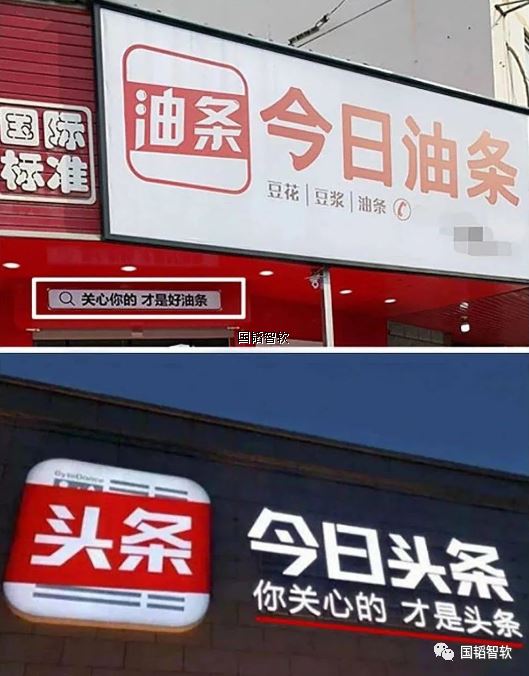 国际
标准
油条
今日油条
豆花|豆浆|油条
关心你的 才是好油条
国韬智软
ByteDance
头条
今日头条
你关心的 才是头条
国韬智软